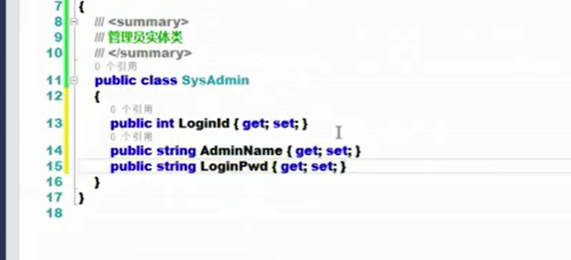 7 {
8 /// <summary>
9 /// 管理员实体类
10 /// </summary>
0 个引用
11 public class SysAdmin
12 {
0 个引用
13 public int LoginId { get; set; }
0 个引用
14 public string AdminName { get; set; }
15 public string LoginPwd { get; set; }
16 }
17 }
18